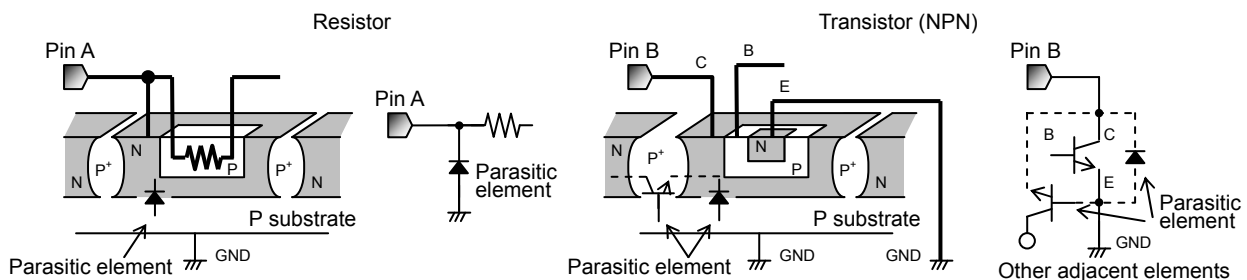 Resistor
Transistor (NPN)
Pin A
N
N
P+
P
P+
N
P substrate
Parasitic element
GND
Pin A
Parasitic
element
Pin B
C
B
E
N
P+
N
P
P+
N
P substrate
Parasitic element
GND
GND
Pin B
B
C
E
Parasitic
element
GND
Other adjacent elements